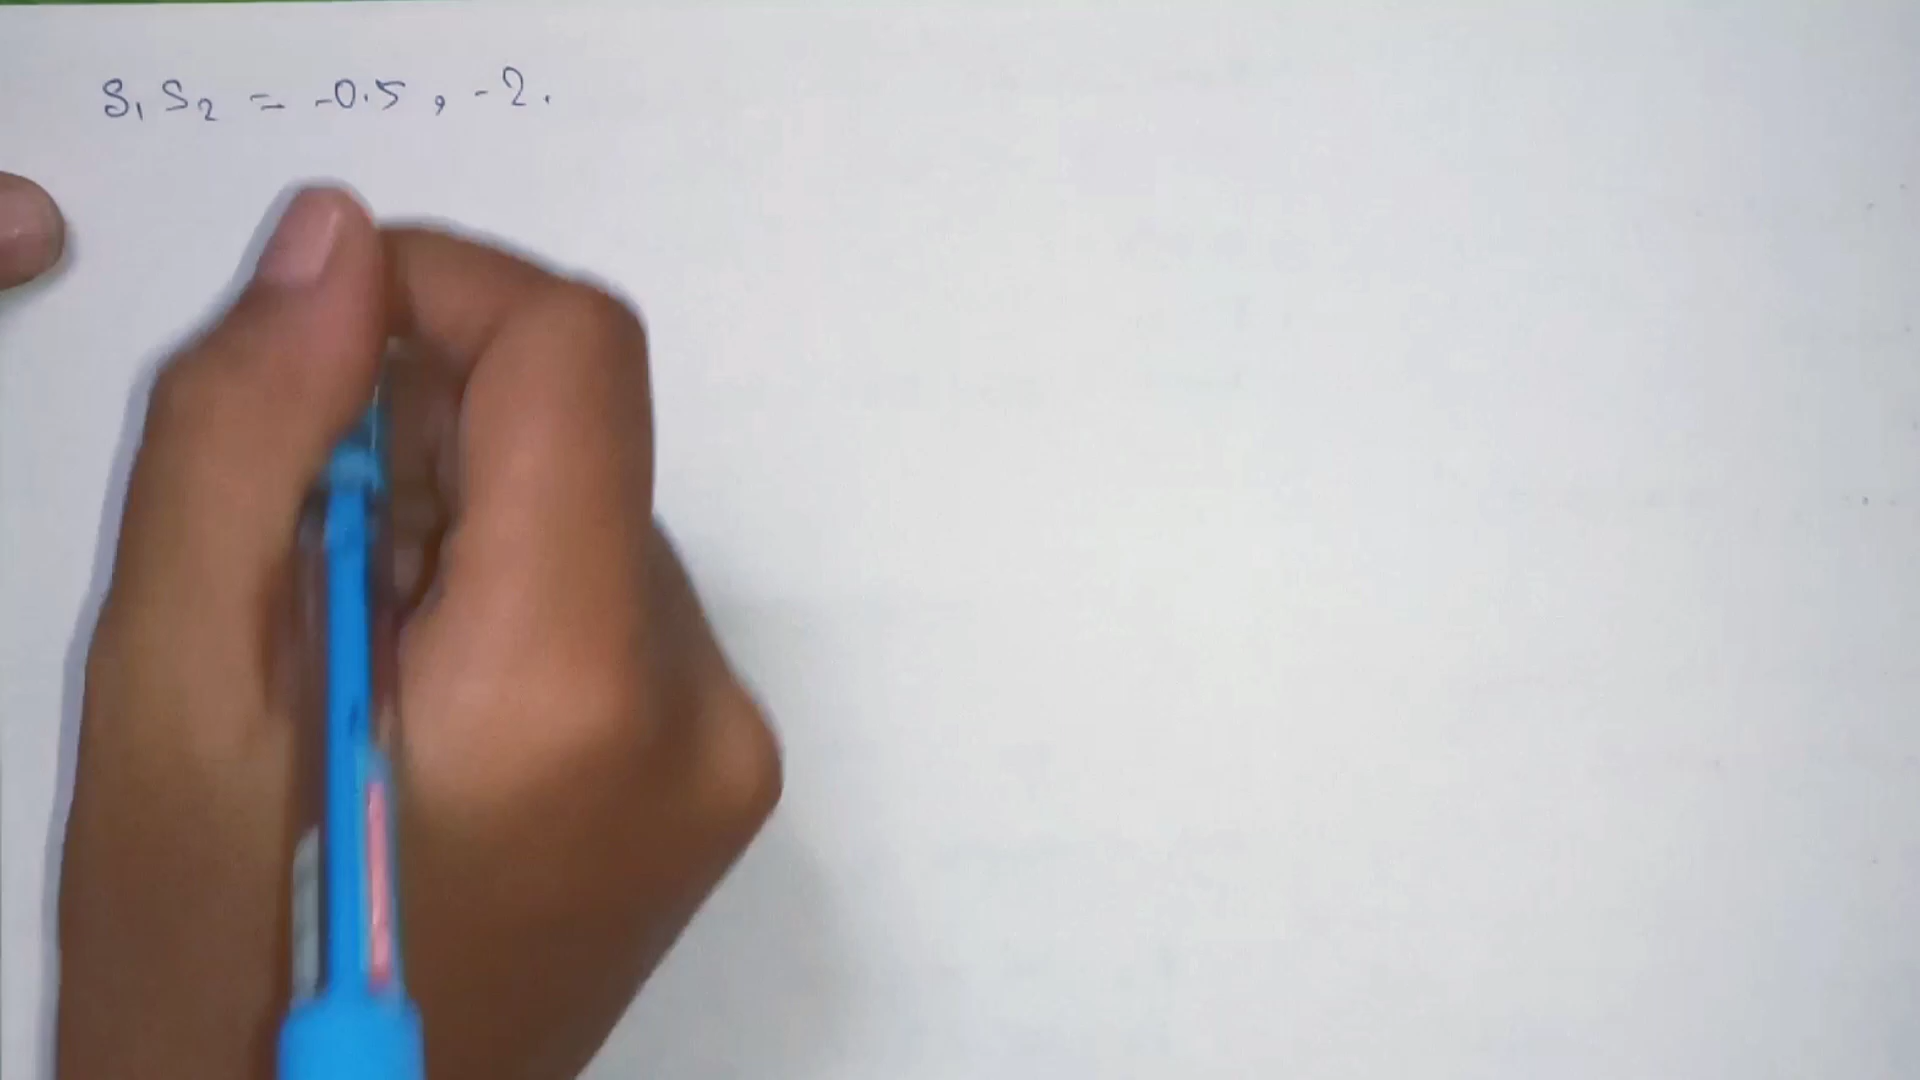 S₁ S₂ = -0.5 , -2.